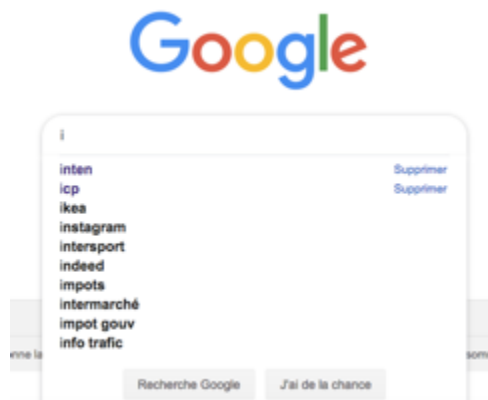 Google
i
inten Supprimer
icp Supprimer
ikea
instagram
intersport
indeed
impots
intermarché
impot gouv
info trafic
Recherche Google J'ai de la chance